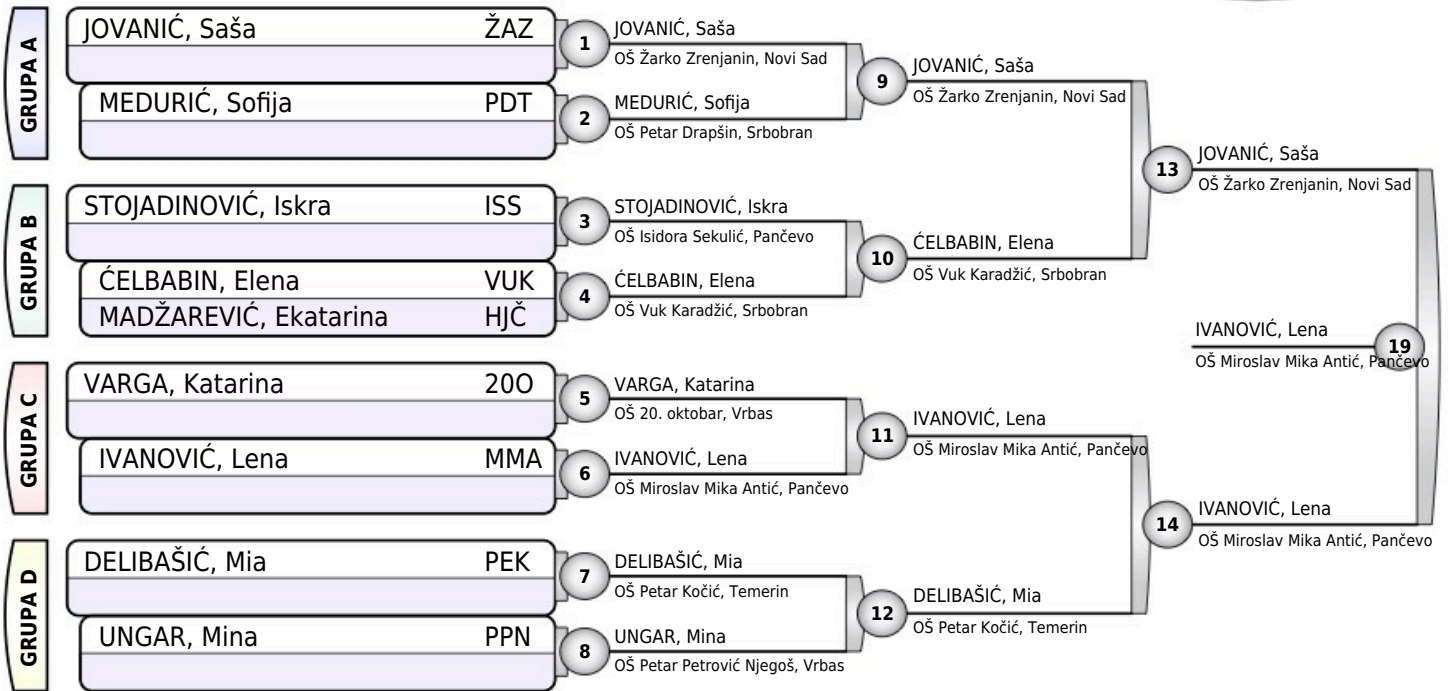 GRUPA A
JOVANIĆ, Saša ŽAZ
MEDURIĆ, Sofija PDT
GRUPA B
STOJADINOVIĆ, Iskra ISS
ĆELBABIN, Elena VUK
MADŽAREVIĆ, Ekatarina HJČ
GRUPA C
VARGA, Katarina 20O
IVANOVIĆ, Lena MMA
GRUPA D
DELIBAŠIĆ, Mia PEK
UNGAR, Mina PPN
1
JOVANIĆ, Saša
OŠ Žarko Zrenjanin, Novi Sad
2
MEDURIĆ, Sofija
OŠ Petar Drapšin, Srbobran
3
STOJADINOVIĆ, Iskra
OŠ Isidora Sekulić, Pančevo
4
ĆELBABIN, Elena
OŠ Vuk Karadžić, Srbobran
5
VARGA, Katarina
OŠ 20. oktobar, Vrbas
6
IVANOVIĆ, Lena
OŠ Miroslav Mika Antić, Pančevo
7
DELIBAŠIĆ, Mia
OŠ Petar Kočić, Temerin
8
UNGAR, Mina
OŠ Petar Petrović Njegoš, Vrbas
9
JOVANIĆ, Saša
OŠ Žarko Zrenjanin, Novi Sad
10
ĆELBABIN, Elena
OŠ Vuk Karadžić, Srbobran
11
IVANOVIĆ, Lena
OŠ Miroslav Mika Antić, Pančevo
12
DELIBAŠIĆ, Mia
OŠ Petar Kočić, Temerin
13
JOVANIĆ, Saša
OŠ Žarko Zrenjanin, Novi Sad
14
IVANOVIĆ, Lena
OŠ Miroslav Mika Antić, Pančevo
IVANOVIĆ, Lena
19
OŠ Miroslav Mika Antić, Pančevo